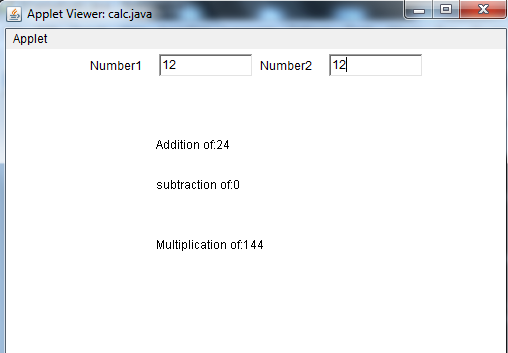 Applet Viewer: calc.java
Applet
Number1 12 Number2 12
Addition of:24
subtraction of:0
Multiplication of:144